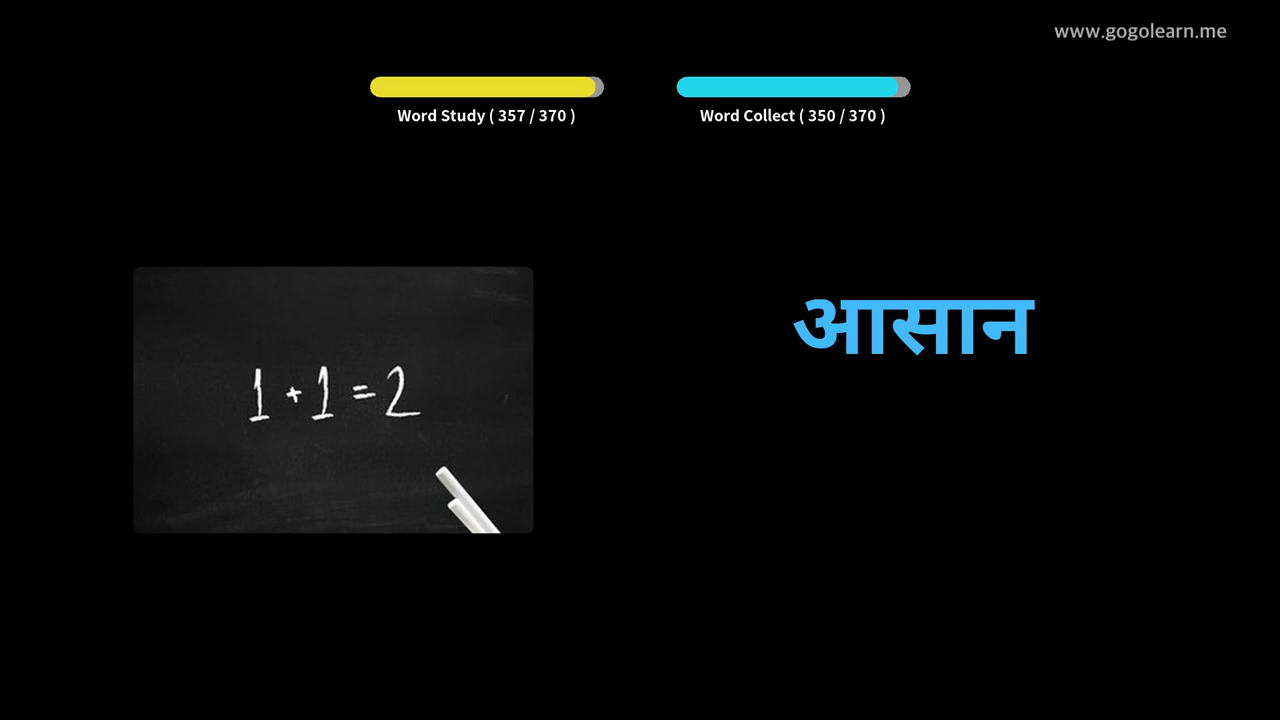 www.gogolearn.me
Word Study ( 357 / 370 )
Word Collect ( 350 / 370 )
आसान
1 + 1 = 2